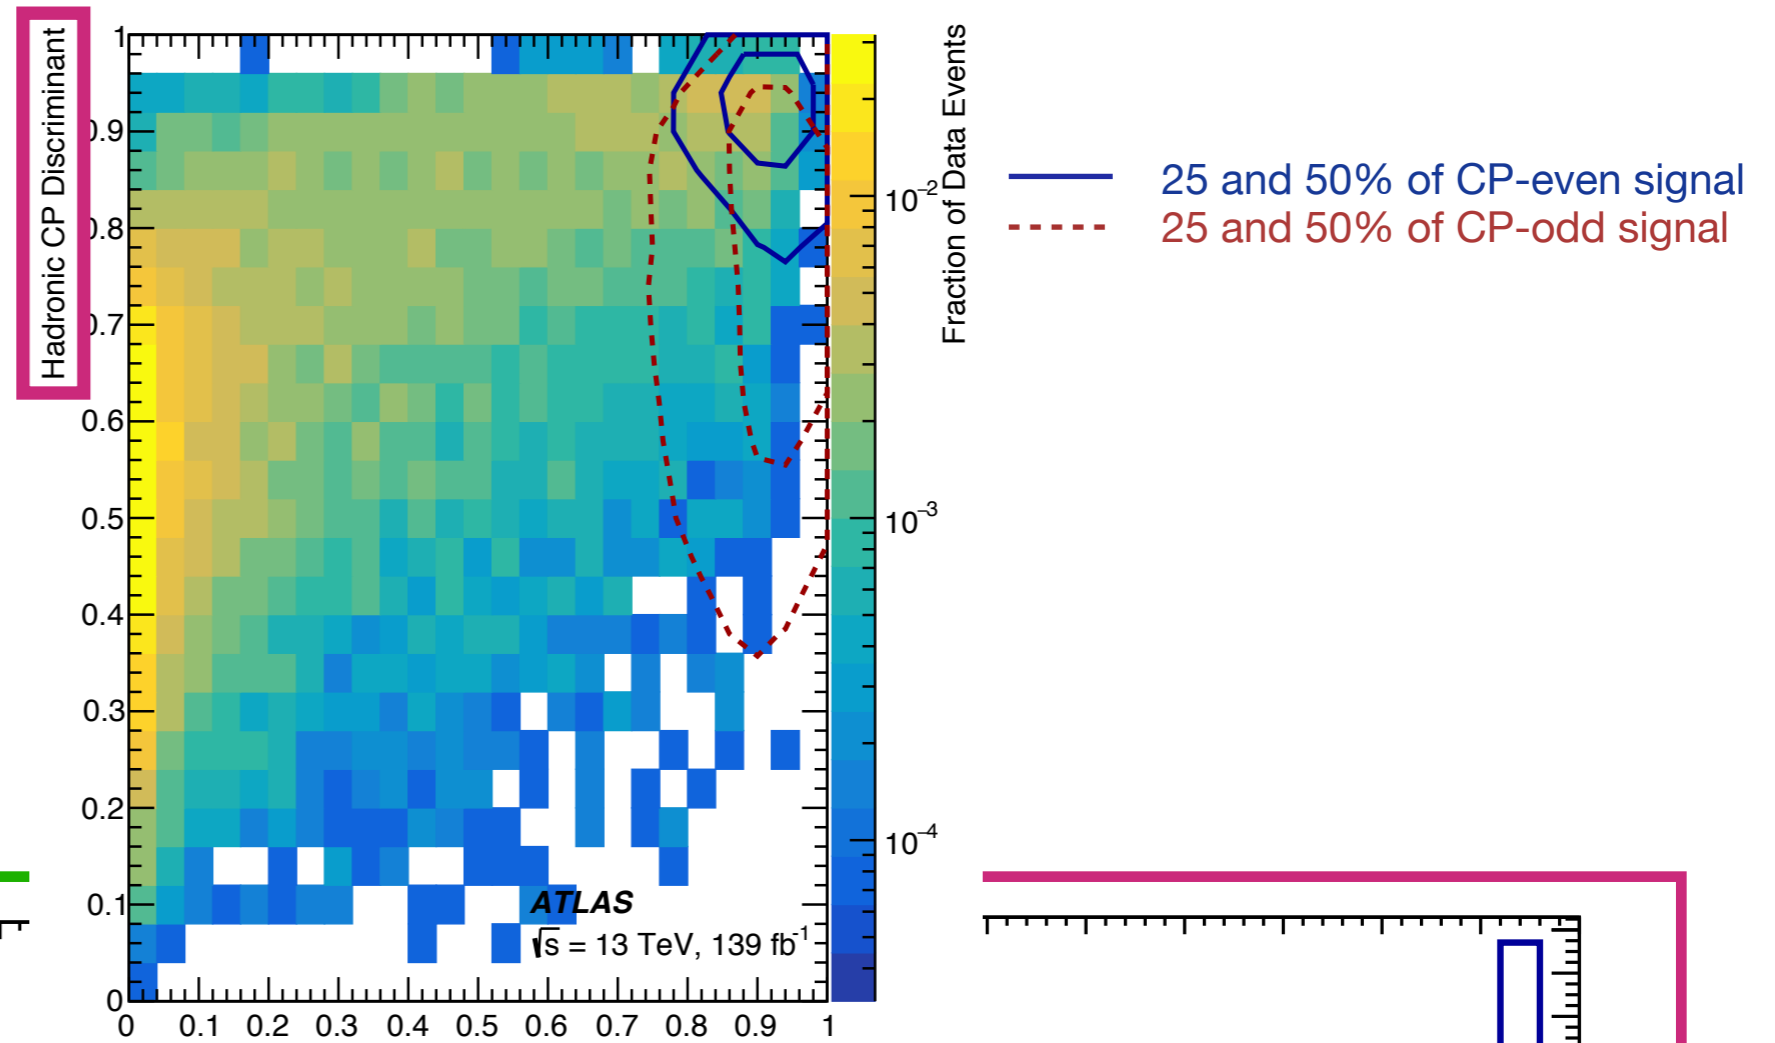 Hadronic CP Discriminant
1
0.9
0.8
0.7
0.6
0.5
0.4
0.3
0.2
0.1
0
0 0.1 0.2 0.3 0.4 0.5 0.6 0.7 0.8 0.9 1
ATLAS
√s = 13 TeV, 139 fb⁻¹
Fraction of Data Events
10⁻²
10⁻³
10⁻⁴
25 and 50% of CP-even signal
25 and 50% of CP-odd signal